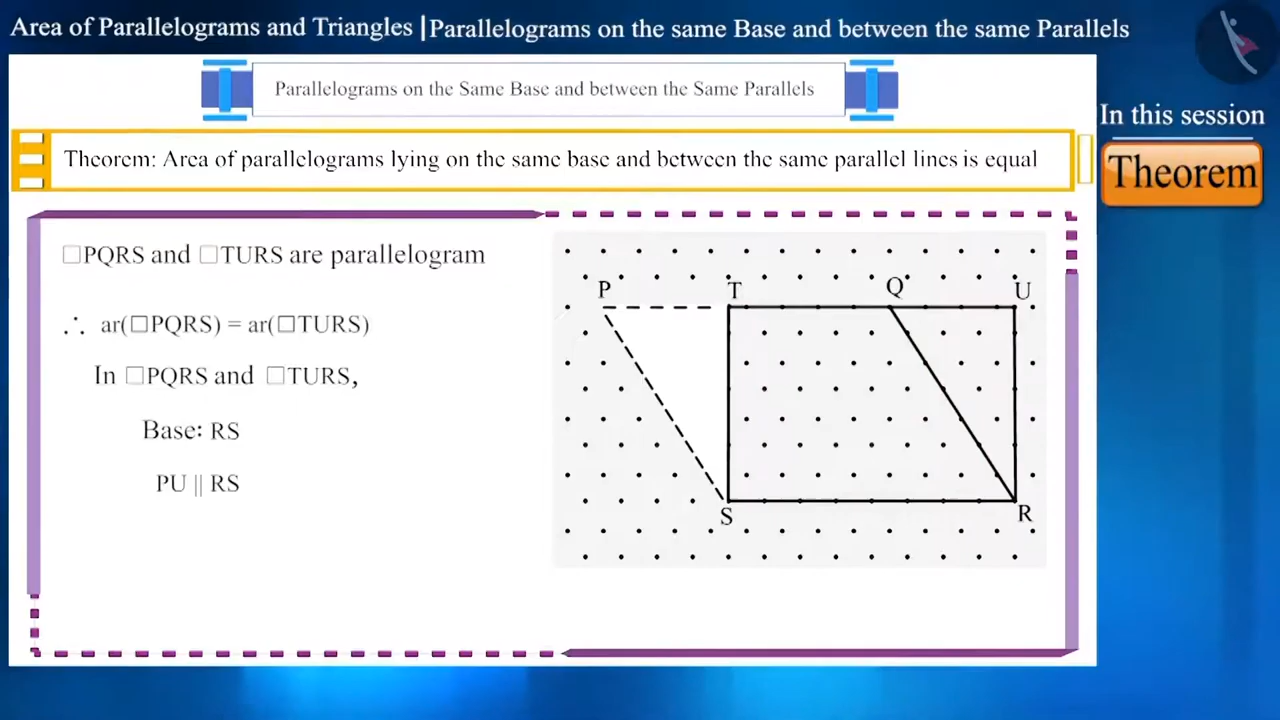 Area of Parallelograms and Triangles | Parallelograms on the same Base and between the same Parallels
Parallelograms on the Same Base and between the Same Parallels
In this session
Theorem: Area of parallelograms lying on the same base and between the same parallel lines is equal
Theorem
□PQRS and □TURS are parallelogram
∴ ar(□PQRS) = ar(□TURS)
In □PQRS and □TURS,
Base: RS
PU || RS
P T Q U
S R